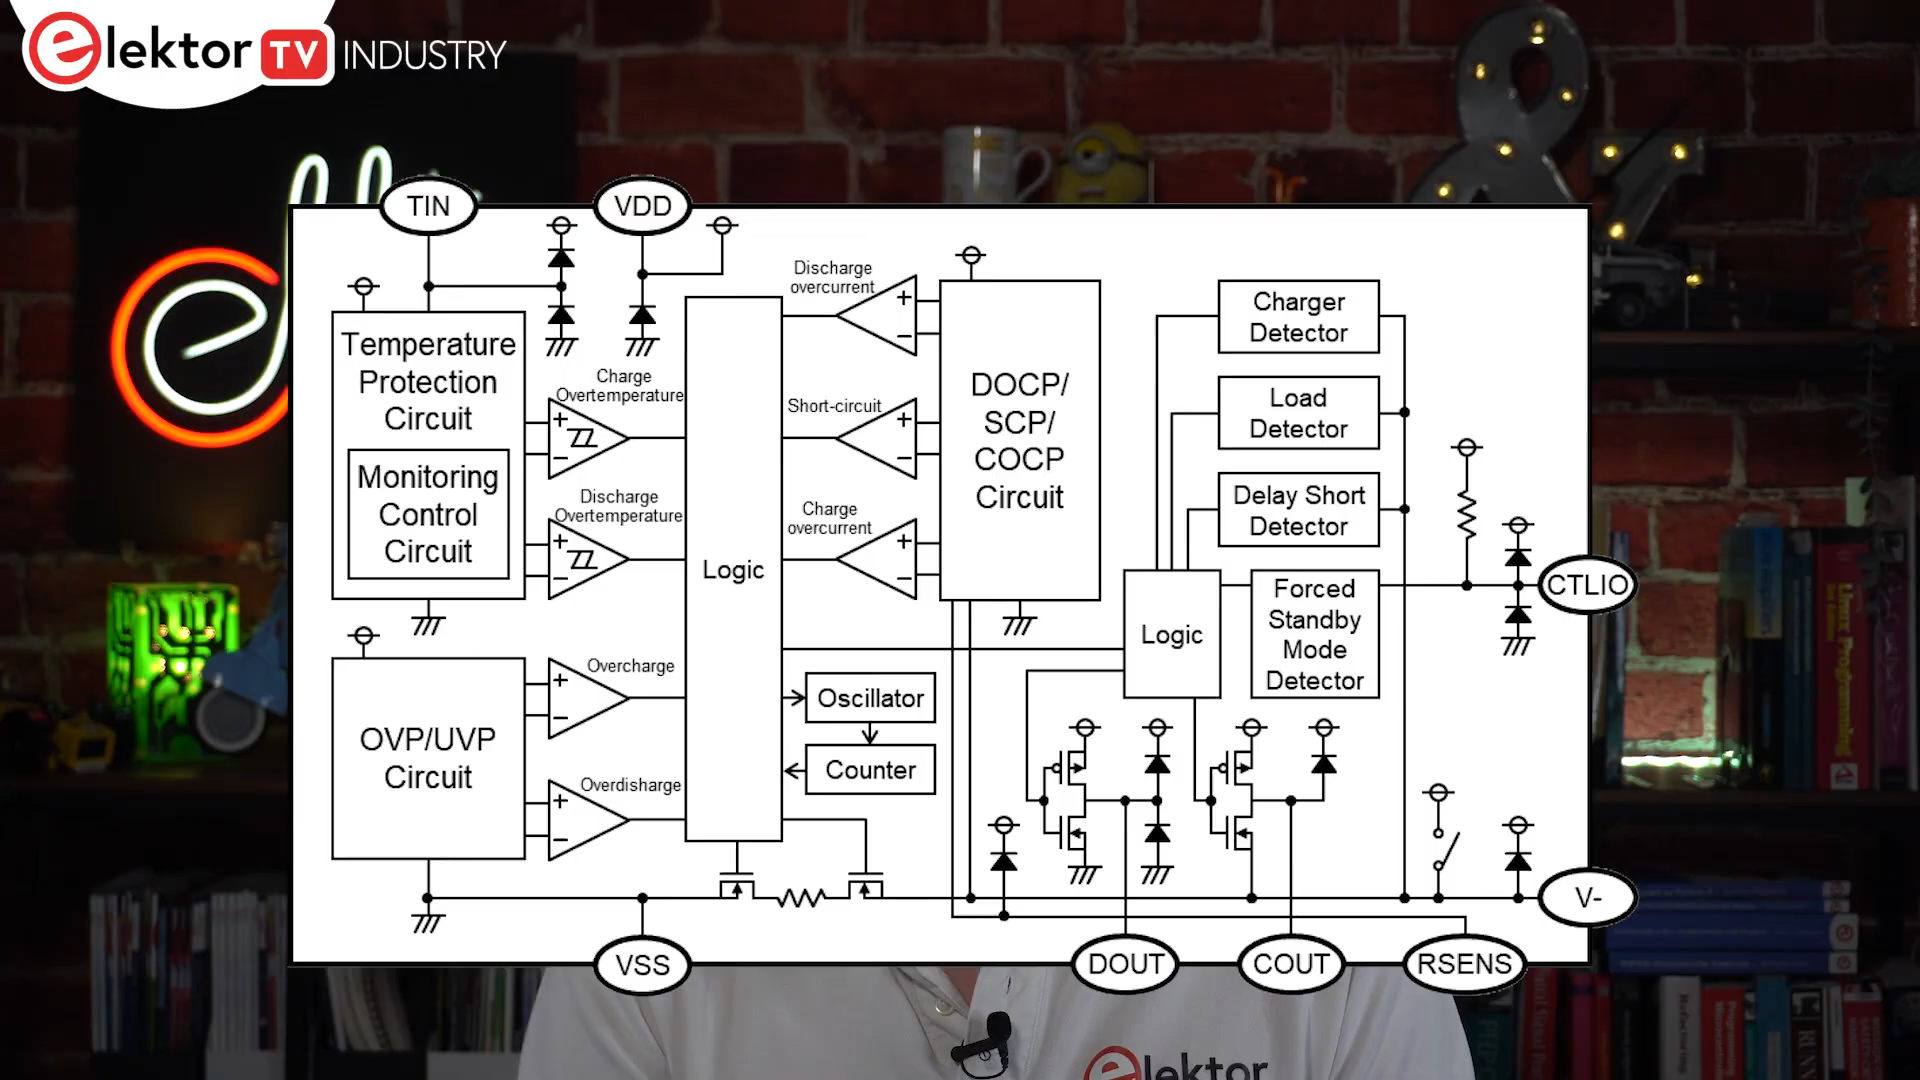 elektor TV INDUSTRY
TIN
VDD
Discharge
overcurrent
Temperature
Protection
Circuit
Monitoring
Control
Circuit
Charge
Overtemperature
Discharge
Overtemperature
Logic
Short-circuit
Charge
overcurrent
DOCP/
SCP/
COCP
Circuit
Charger
Detector
Load
Detector
Delay Short
Detector
Logic
Forced
Standby
Mode
Detector
CTLIO
OVP/UVP
Circuit
Overcharge
Overdisharge
Oscillator
Counter
V-
VSS
DOUT
COUT
RSENS
elektor
Linux Programming